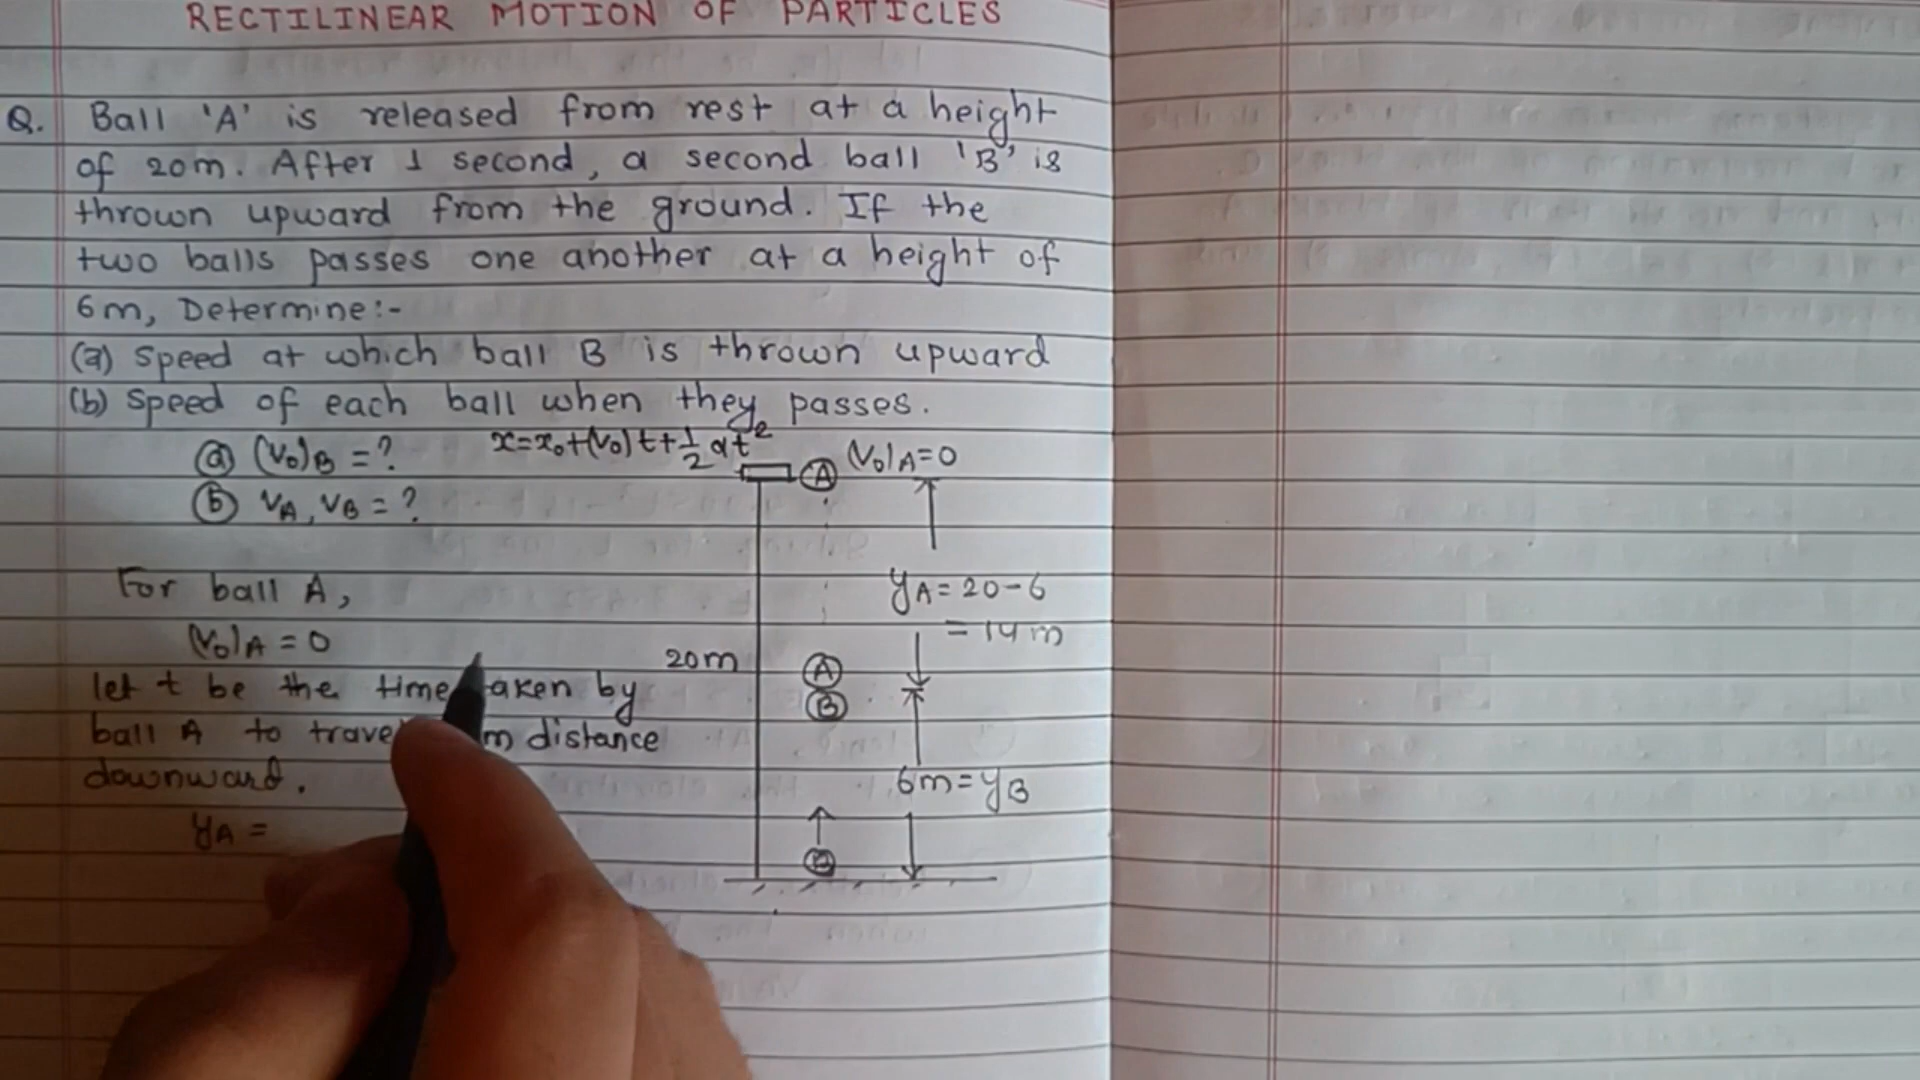 RECTILINEAR MOTION OF PARTICLES
Q. Ball 'A' is released from rest at a height
of 20m. After 1 second, a second ball 'B' is
thrown upward from the ground. If the
two balls passes one another at a height of
6m, Determine:-
(a) Speed at which ball B is thrown upward
(b) Speed of each ball when they passes.
(a) (v₀)B = ?
x=x₀+(v₀)t+1/2 at²
(b) vA, vB = ?
A (v₀)A=0
For ball A,
(v₀)A = 0
let t be the time taken by
ball A to travel m distance
downward.
yA =
20m
yA = 20-6
= 14m
A
B
6m=yB
B